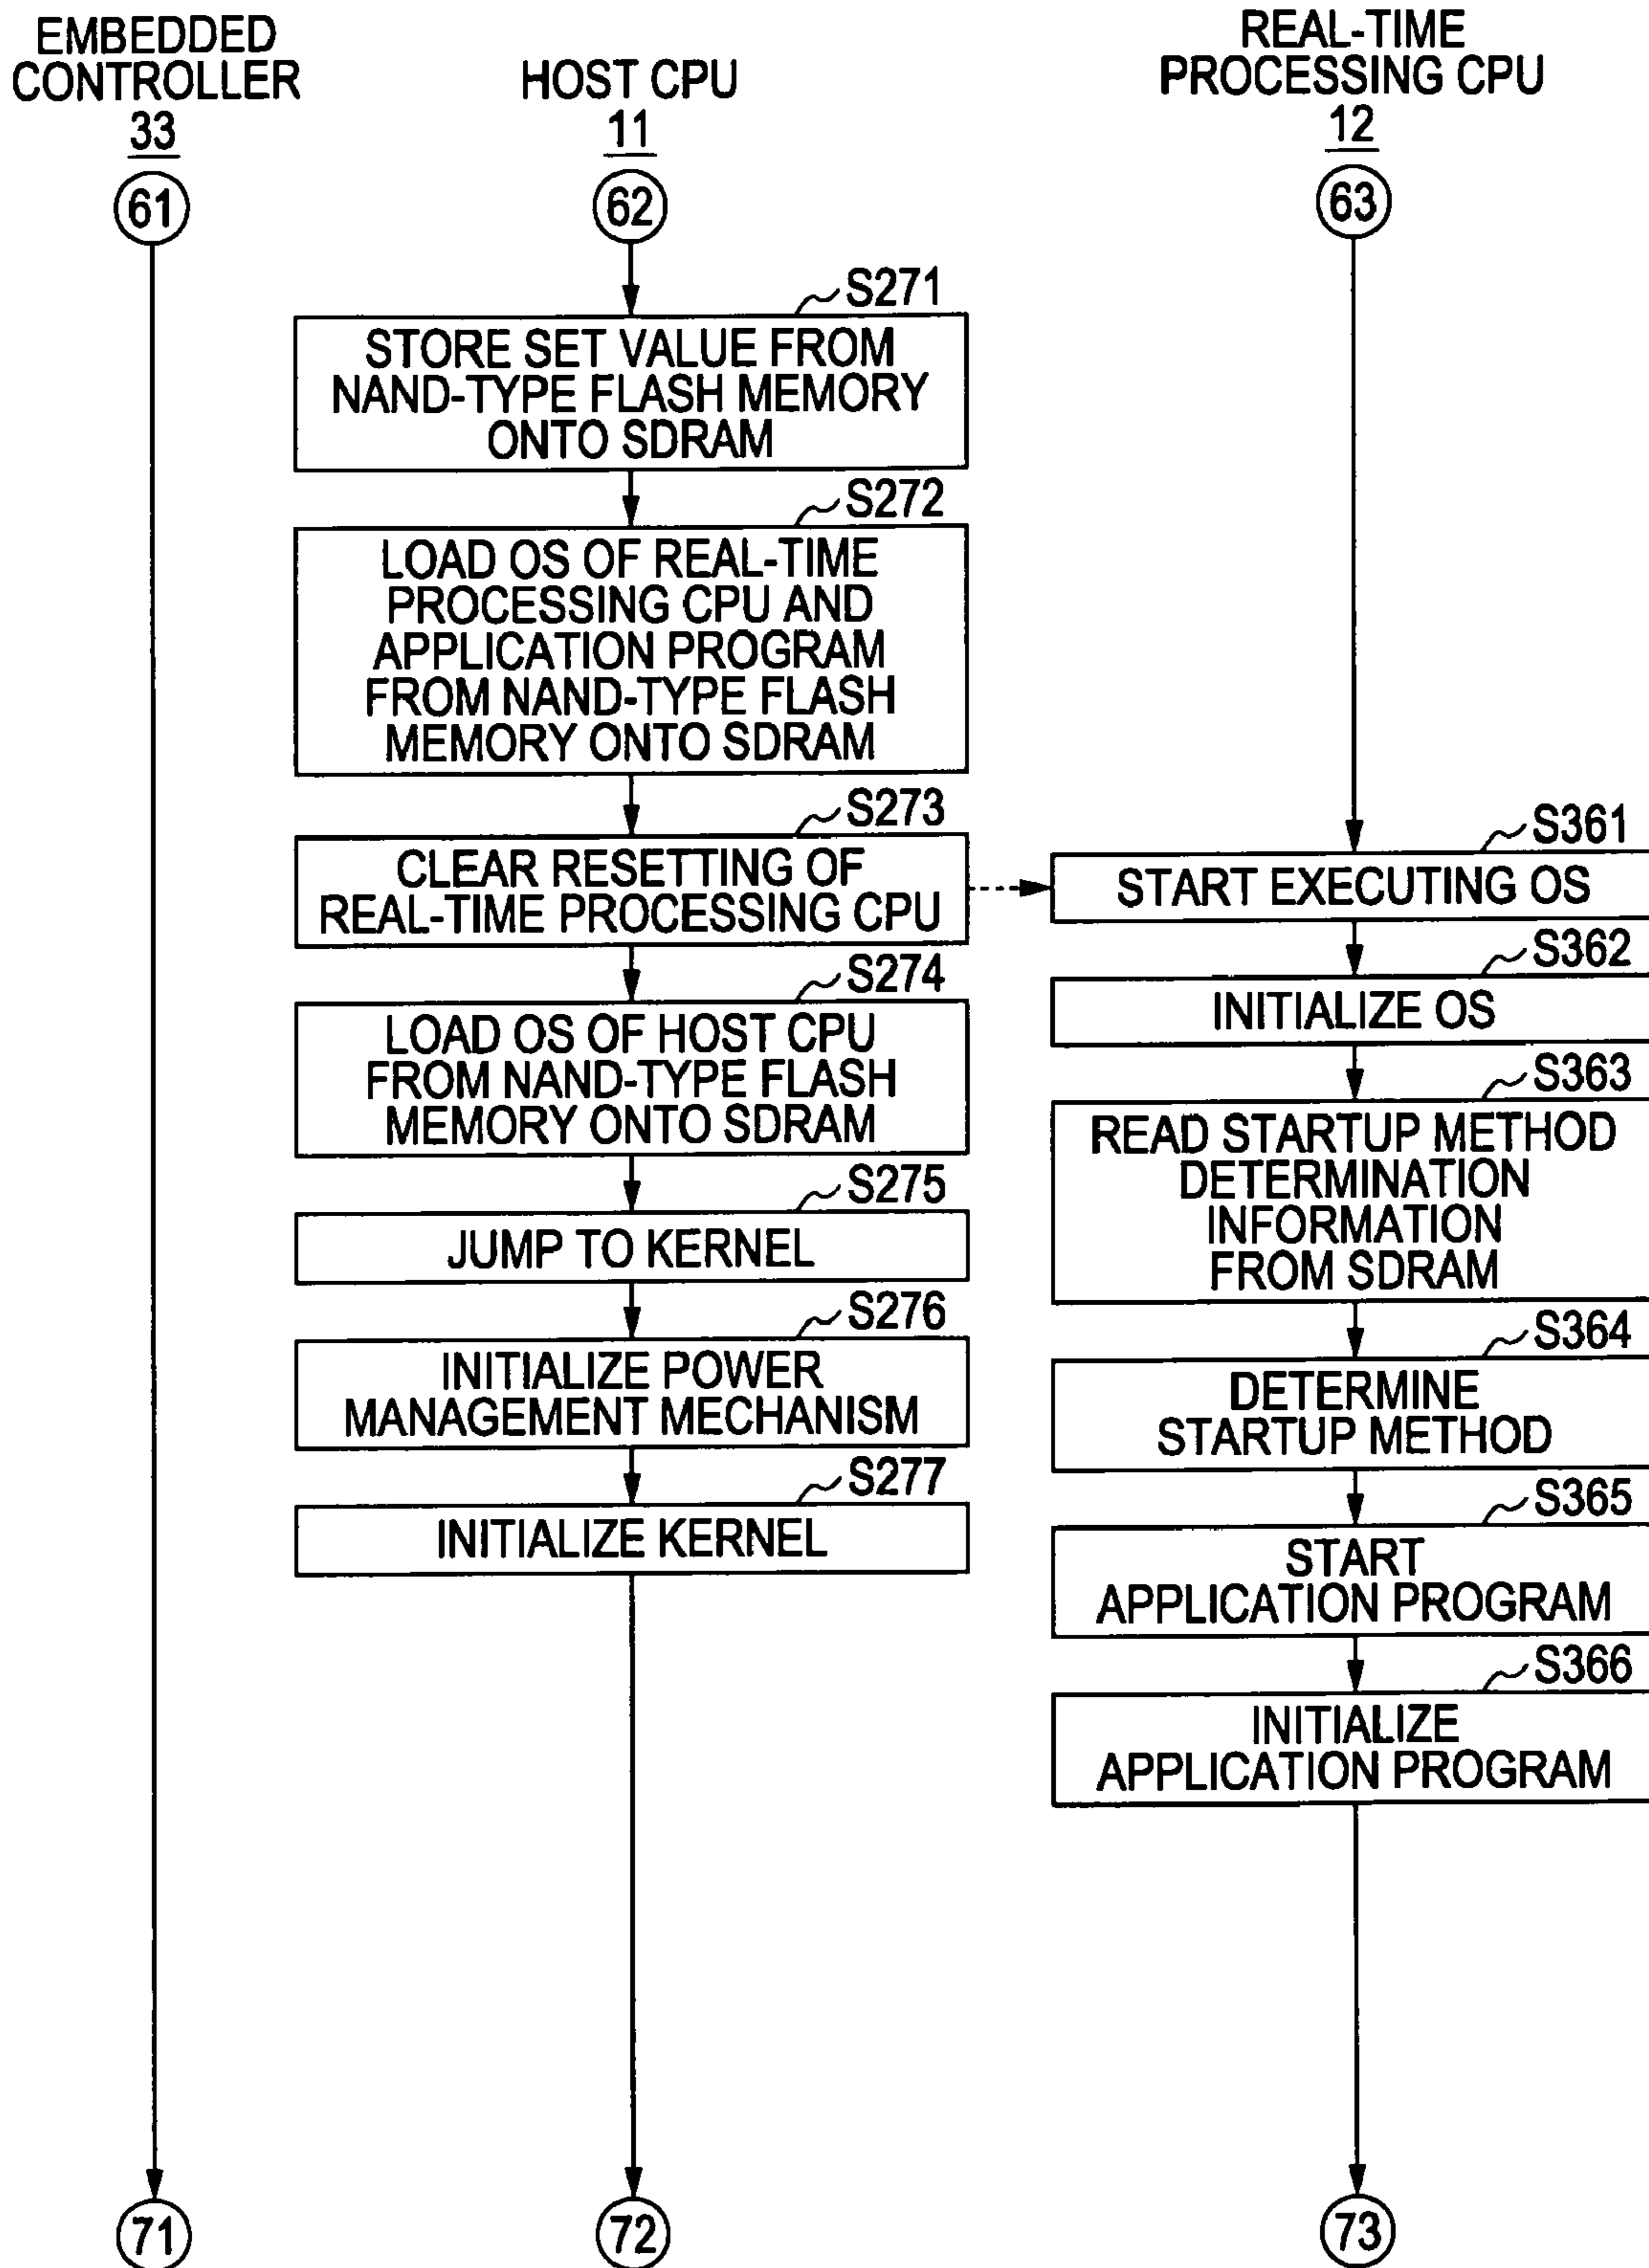 EMBEDDED
CONTROLLER
33
61
HOST CPU
11
62
REAL-TIME
PROCESSING CPU
12
63
S271
STORE SET VALUE FROM
NAND-TYPE FLASH MEMORY
ONTO SDRAM
S272
LOAD OS OF REAL-TIME
PROCESSING CPU AND
APPLICATION PROGRAM
FROM NAND-TYPE FLASH
MEMORY ONTO SDRAM
S273
CLEAR RESETTING OF
REAL-TIME PROCESSING CPU
S274
LOAD OS OF HOST CPU
FROM NAND-TYPE FLASH
MEMORY ONTO SDRAM
S275
JUMP TO KERNEL
S276
INITIALIZE POWER
MANAGEMENT MECHANISM
S277
INITIALIZE KERNEL
S361
START EXECUTING OS
S362
INITIALIZE OS
S363
READ STARTUP METHOD
DETERMINATION
INFORMATION
FROM SDRAM
S364
DETERMINE
STARTUP METHOD
S365
START
APPLICATION PROGRAM
S366
INITIALIZE
APPLICATION PROGRAM
71
72
73